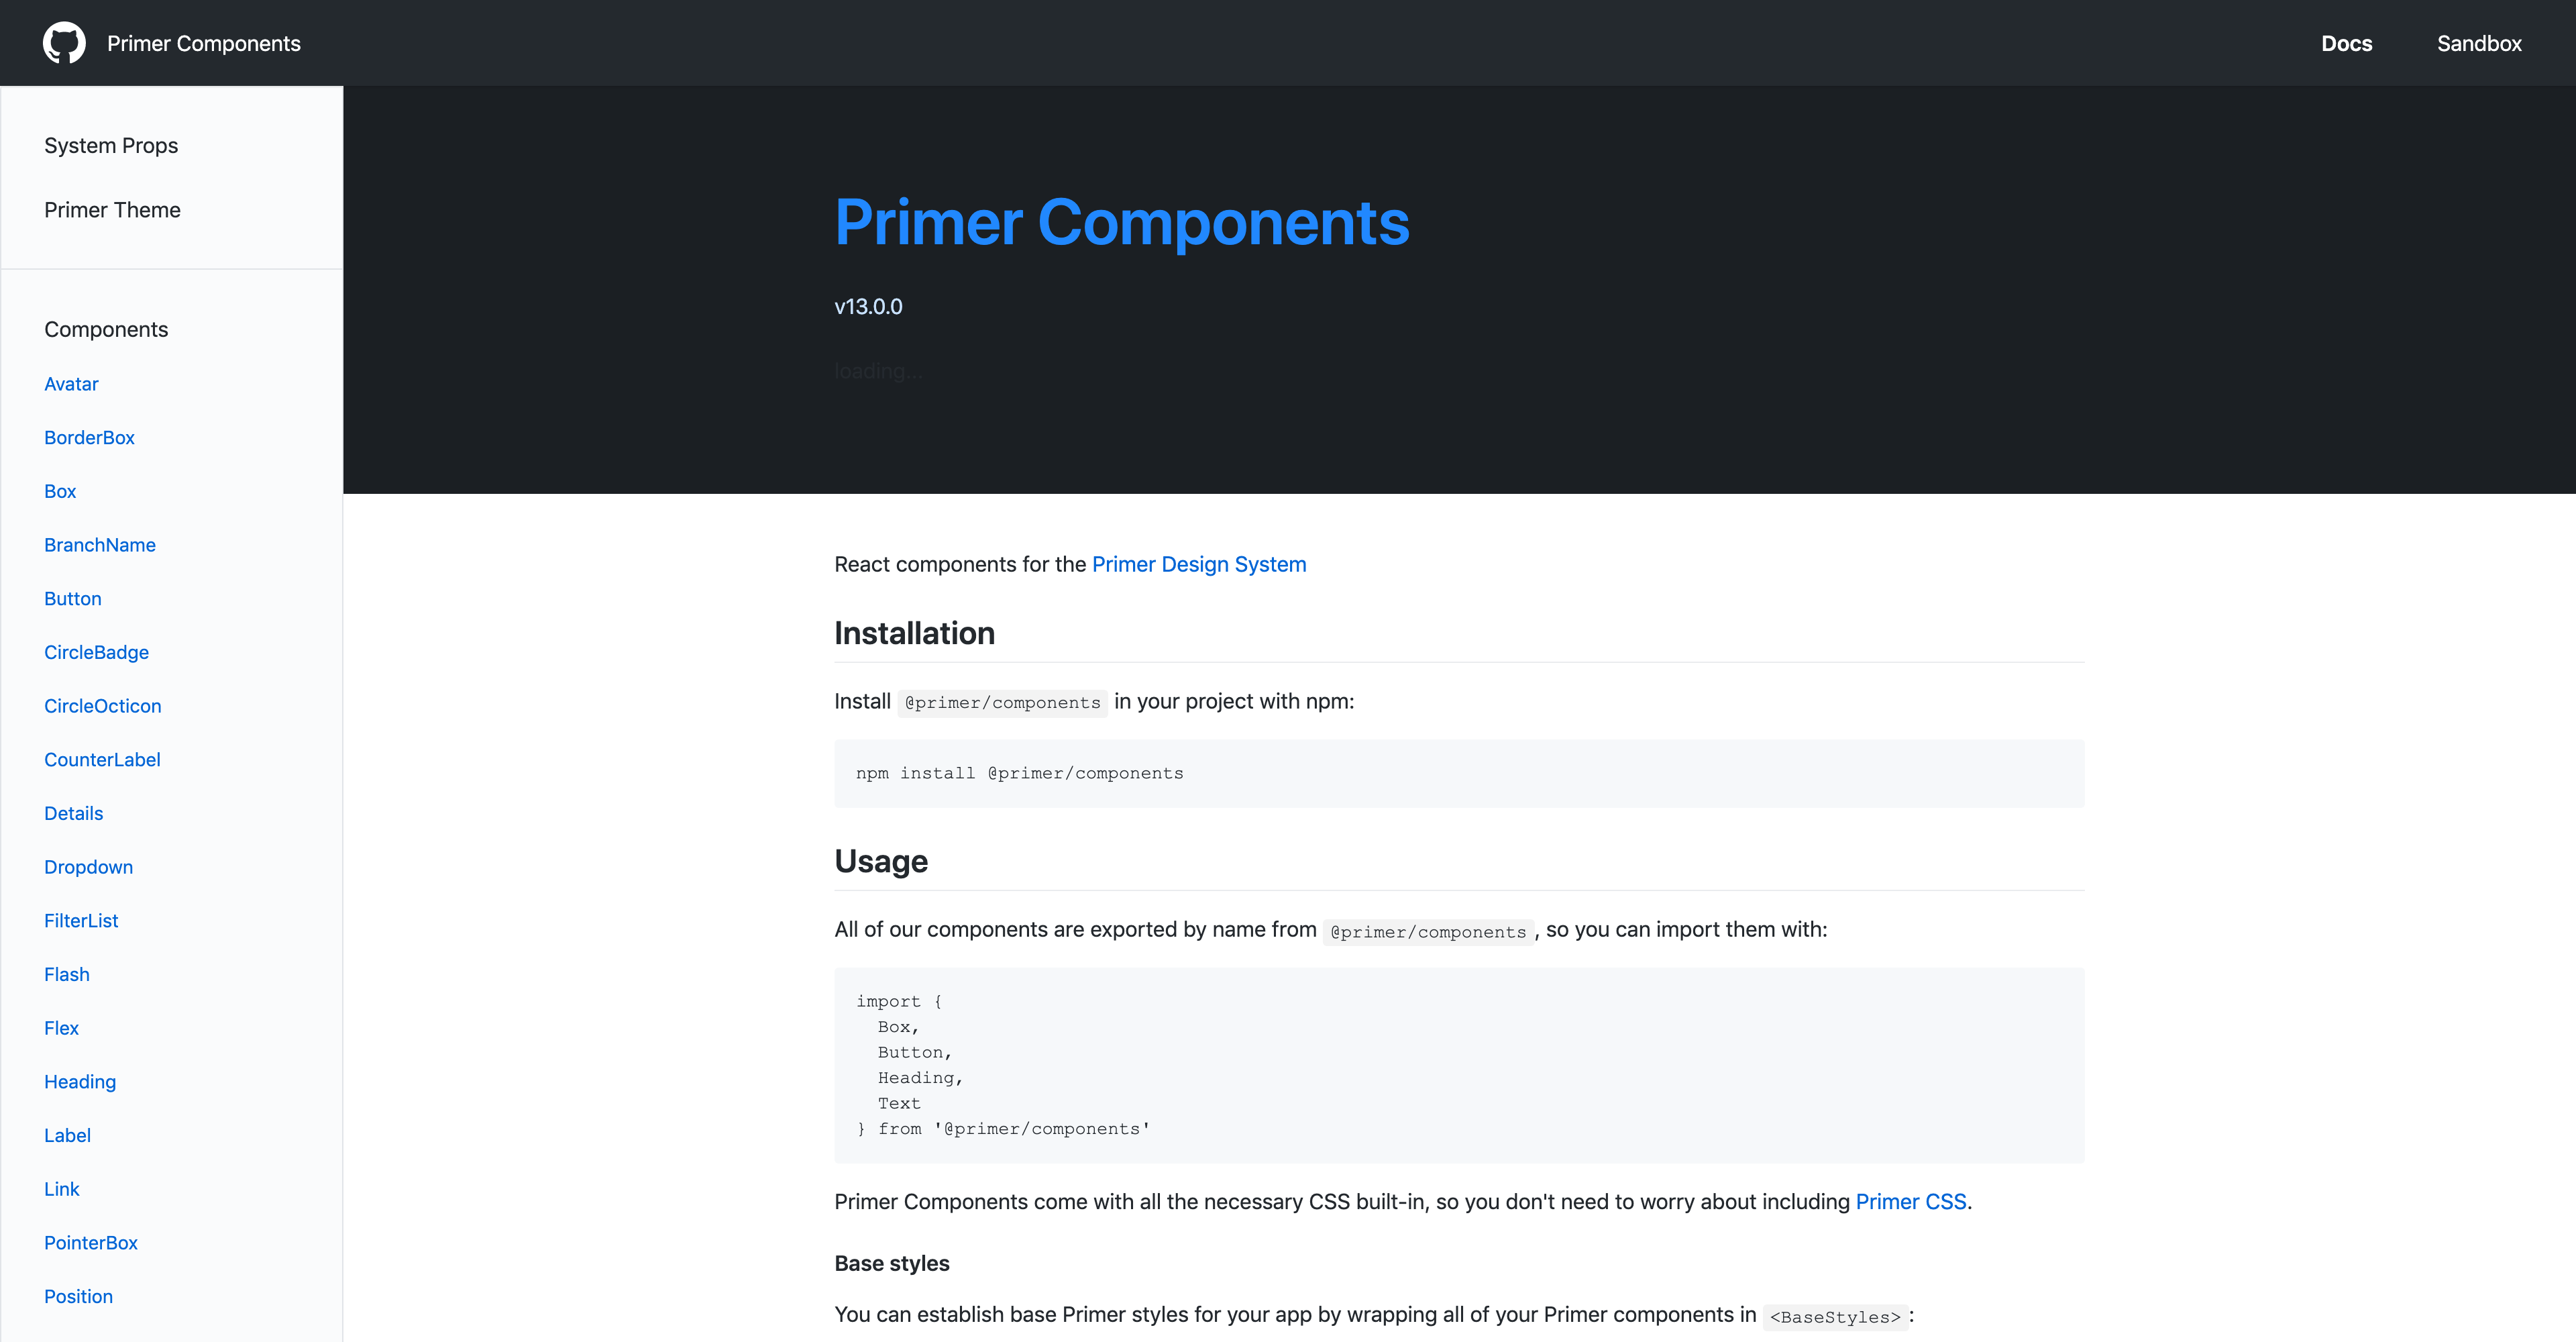 Primer Components
Docs
Sandbox
System Props
Primer Theme
Components
Avatar
BorderBox
Box
BranchName
Button
CircleBadge
CircleOcticon
CounterLabel
Details
Dropdown
FilterList
Flash
Flex
Heading
Label
Link
PointerBox
Position
Primer Components
v13.0.0
loading...
React components for the Primer Design System
Installation
Install @primer/components in your project with npm:
npm install @primer/components
Usage
All of our components are exported by name from @primer/components, so you can import them with:
import {
  Box,
  Button,
  Heading,
  Text
} from '@primer/components'
Primer Components come with all the necessary CSS built-in, so you don't need to worry about including Primer CSS.
Base styles
You can establish base Primer styles for your app by wrapping all of your Primer components in <BaseStyles>: